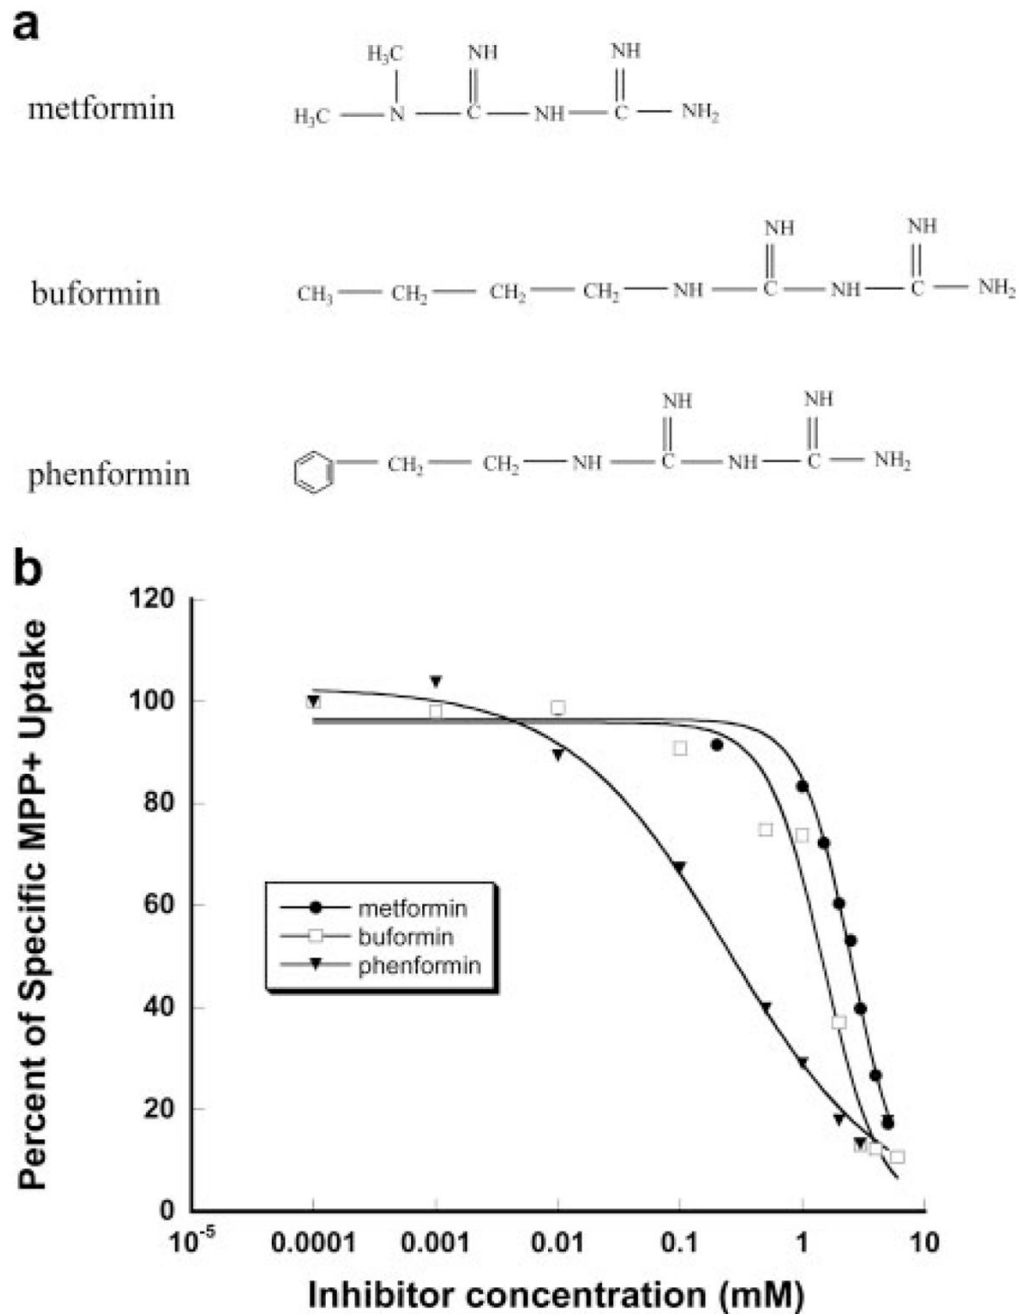 a
H₃C NH NH
metformin H₃C N C NH C NH₂
NH NH
buformin CH₃ CH₂ CH₂ CH₂ NH C NH C NH₂
NH NH
phenformin CH₂ CH₂ NH C NH C NH₂
b
Percent of Specific MPP+ Uptake
120
100
80
60
40
20
0
metformin
buformin
phenformin
10⁻⁵ 0.0001 0.001 0.01 0.1 1 10
Inhibitor concentration (mM)